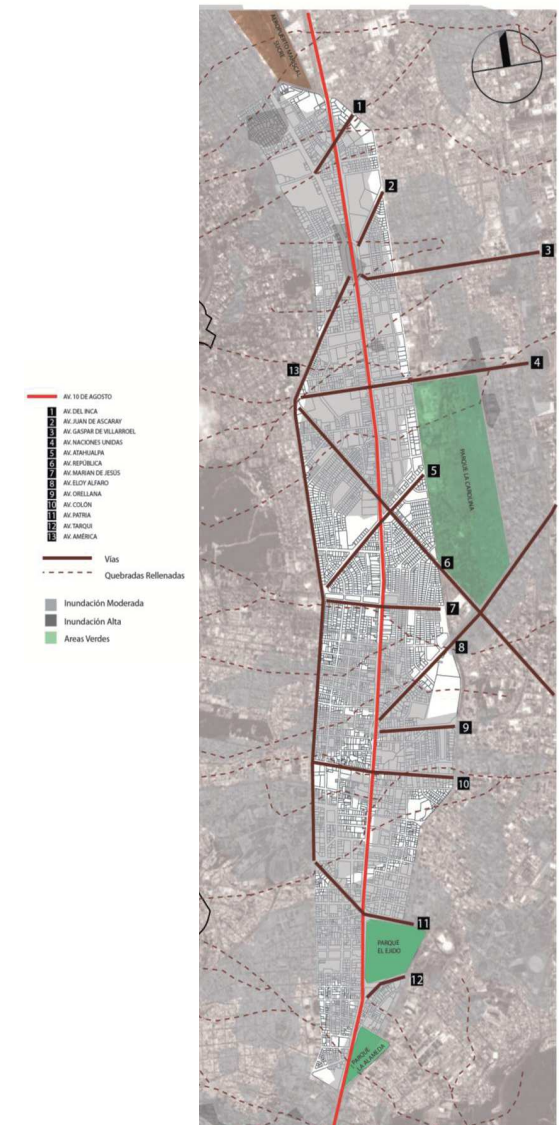 AEROPUERTO MARISCAL
SUCRE
1
2
3
4
13
PARQUE LA CAROLINA
5
6
7
8
9
10
11
PARQUE
EL EJIDO
12
PARQUE
LA ALAMEDA
AV. 10 DE AGOSTO
1 AV. DEL INCA
2 AV. JUAN DE ASCARAY
3 AV. GASPAR DE VILLARROEL
4 AV. NACIONES UNIDAS
5 AV. ATAHUALPA
6 AV. REPÚBLICA
7 AV. MARIAN DE JESÚS
8 AV. ELOY ALFARO
9 AV. ORELLANA
10 AV. COLÓN
11 AV. PATRIA
12 AV. TARQUI
13 AV. AMÉRICA
Vías
Quebradas Rellenadas
Inundación Moderada
Inundación Alta
Areas Verdes